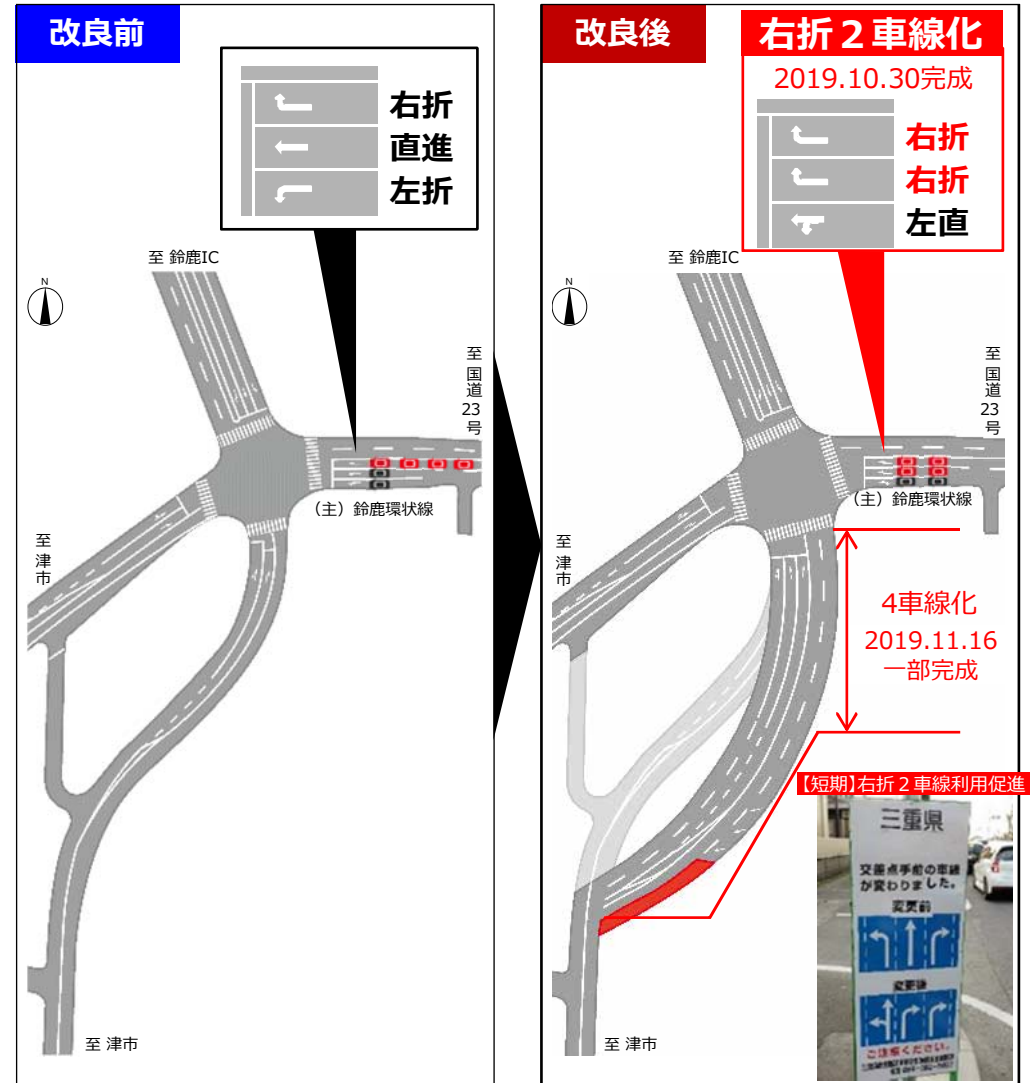 改良前
右折
直進
左折
至 鈴鹿IC
N
至国道23号
(主)鈴鹿環状線
至津市
至 津市
改良後
右折２車線化
2019.10.30完成
右折
右折
左直
至 鈴鹿IC
N
至国道23号
(主)鈴鹿環状線
至津市
4車線化
2019.11.16
一部完成
【短期】右折２車線利用促進
三重県
交差点手前の車線
が変わりました。
変更前
変更後
ご注意ください。
至 津市